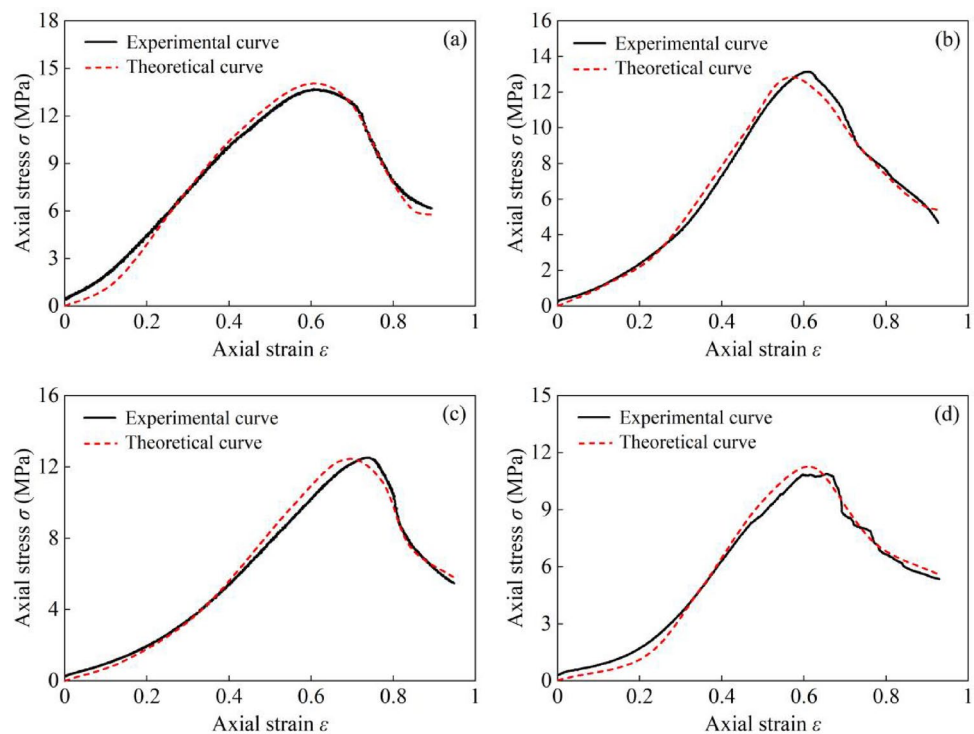 18
15
12
9
6
3
0
Axial stress σ (MPa)
Experimental curve
Theoretical curve
(a)
0 0.2 0.4 0.6 0.8 1
Axial strain ε
16
14
12
10
8
6
4
2
0
Axial stress σ (MPa)
Experimental curve
Theoretical curve
(b)
0 0.2 0.4 0.6 0.8 1
Axial strain ε
16
12
8
4
0
Axial stress σ (MPa)
Experimental curve
Theoretical curve
(c)
0 0.2 0.4 0.6 0.8 1
Axial strain ε
15
12
9
6
3
0
Axial stress σ (MPa)
Experimental curve
Theoretical curve
(d)
0 0.2 0.4 0.6 0.8 1
Axial strain ε